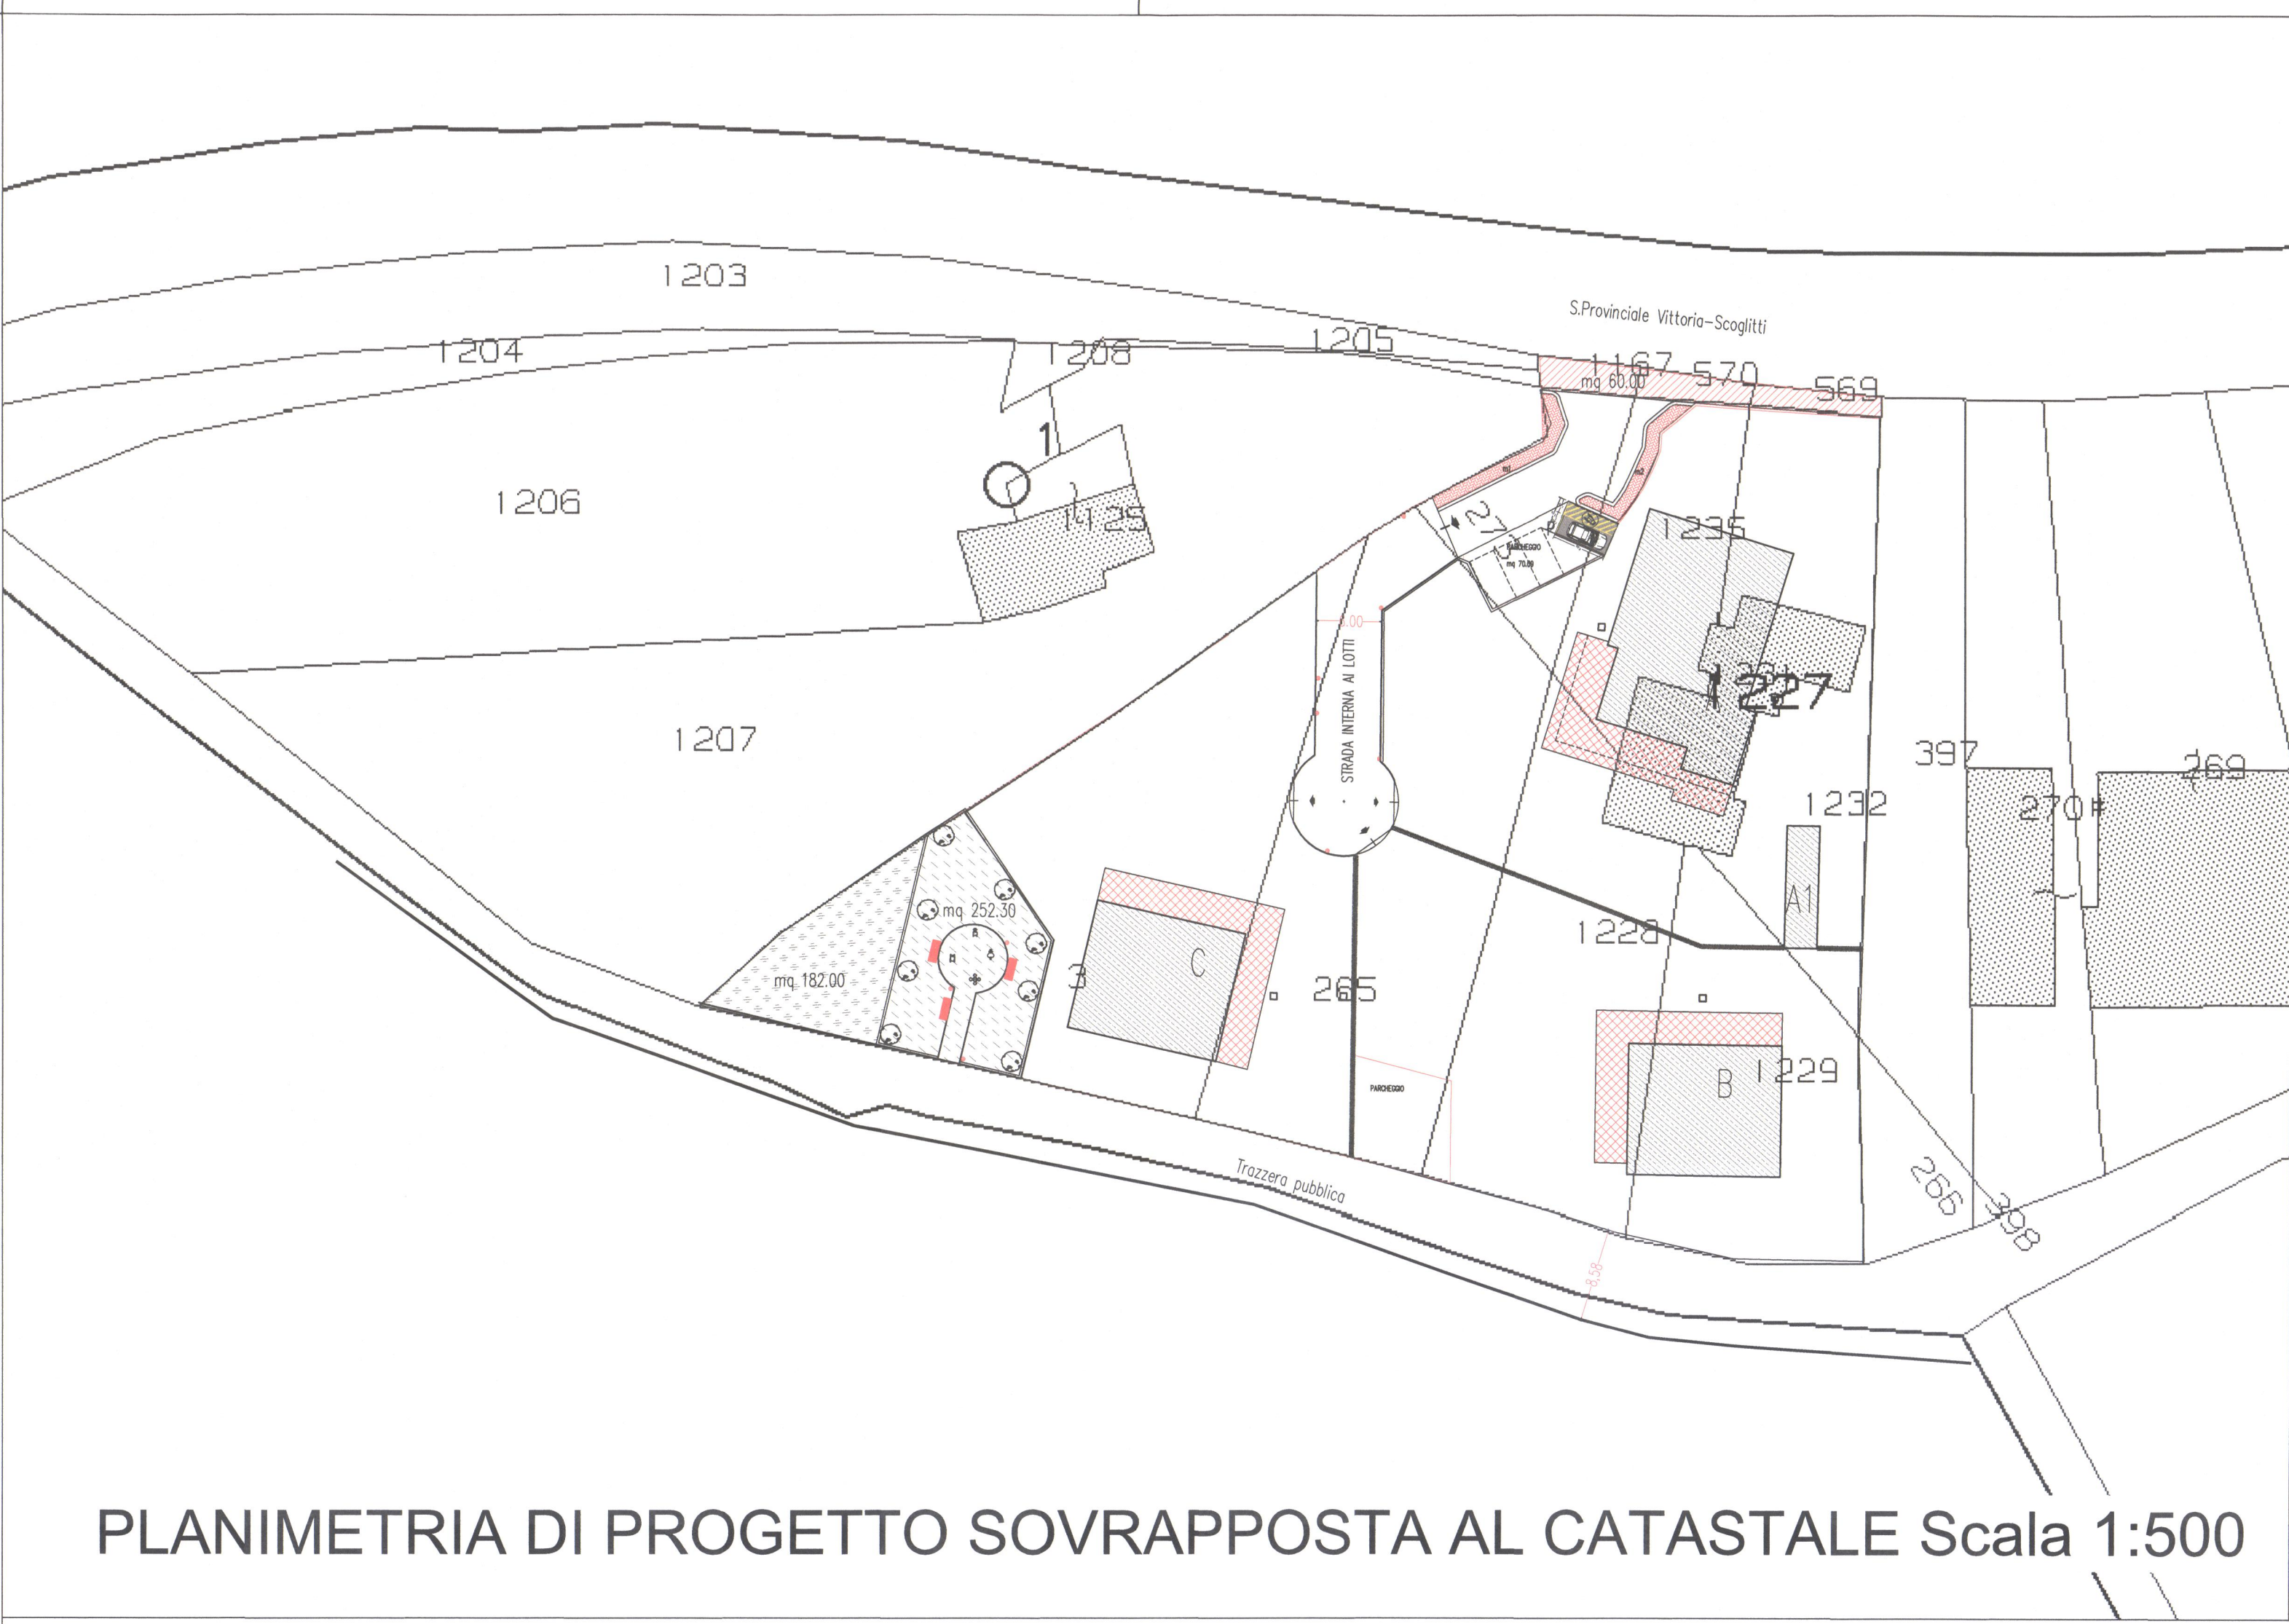 S.Provinciale Vittoria-Scoglitti
1203
1204
1208
1205
1167
570
569
mq 60.00
1
1206
1125
m1
m2
27
1235
PARCHEGGIO
mq 70.00
STRADA INTERNA AI LOTTI
1227
1207
397
269
270
1232
A1
mq 252.30
mq 182.00
3
C
265
1228
PARCHEGGIO
B
1229
Trazzera pubblica
266
398
8,58
PLANIMETRIA DI PROGETTO SOVRAPPOSTA AL CATASTALE Scala 1:500